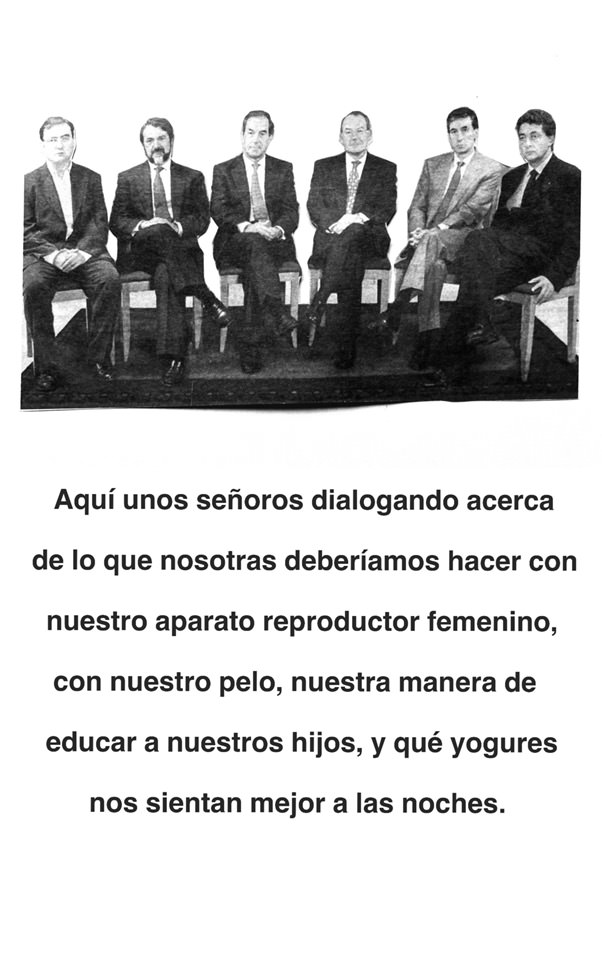 Aquí unos señoros dialogando acerca
de lo que nosotras deberíamos hacer con
nuestro aparato reproductor femenino,
con nuestro pelo, nuestra manera de
educar a nuestros hijos, y qué yogures
nos sientan mejor a las noches.